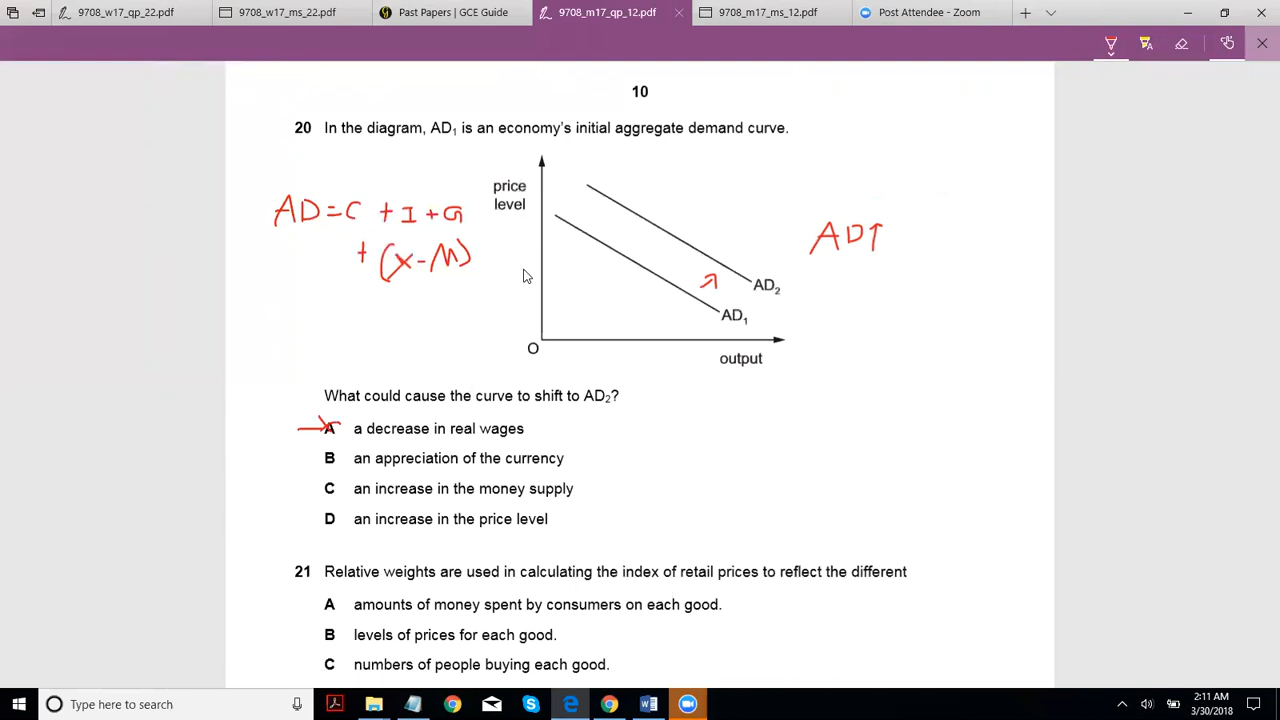 9708_w17_qp_22.pdf
9708_w17_ms_22.pdf
Past Papers | GCE Guide
9708_m17_qp_12.pdf
9708_m17_ms_12.pdf
Post Attendee - Zoom
10
20 In the diagram, AD1 is an economy's initial aggregate demand curve.
price
level
AD=C + I + G
+ (X-M)
AD↑
AD2
AD1
O
output
What could cause the curve to shift to AD2?
A a decrease in real wages
B an appreciation of the currency
C an increase in the money supply
D an increase in the price level
21 Relative weights are used in calculating the index of retail prices to reflect the different
A amounts of money spent by consumers on each good.
B levels of prices for each good.
C numbers of people buying each good.
Type here to search
2:11 AM
3/30/2018